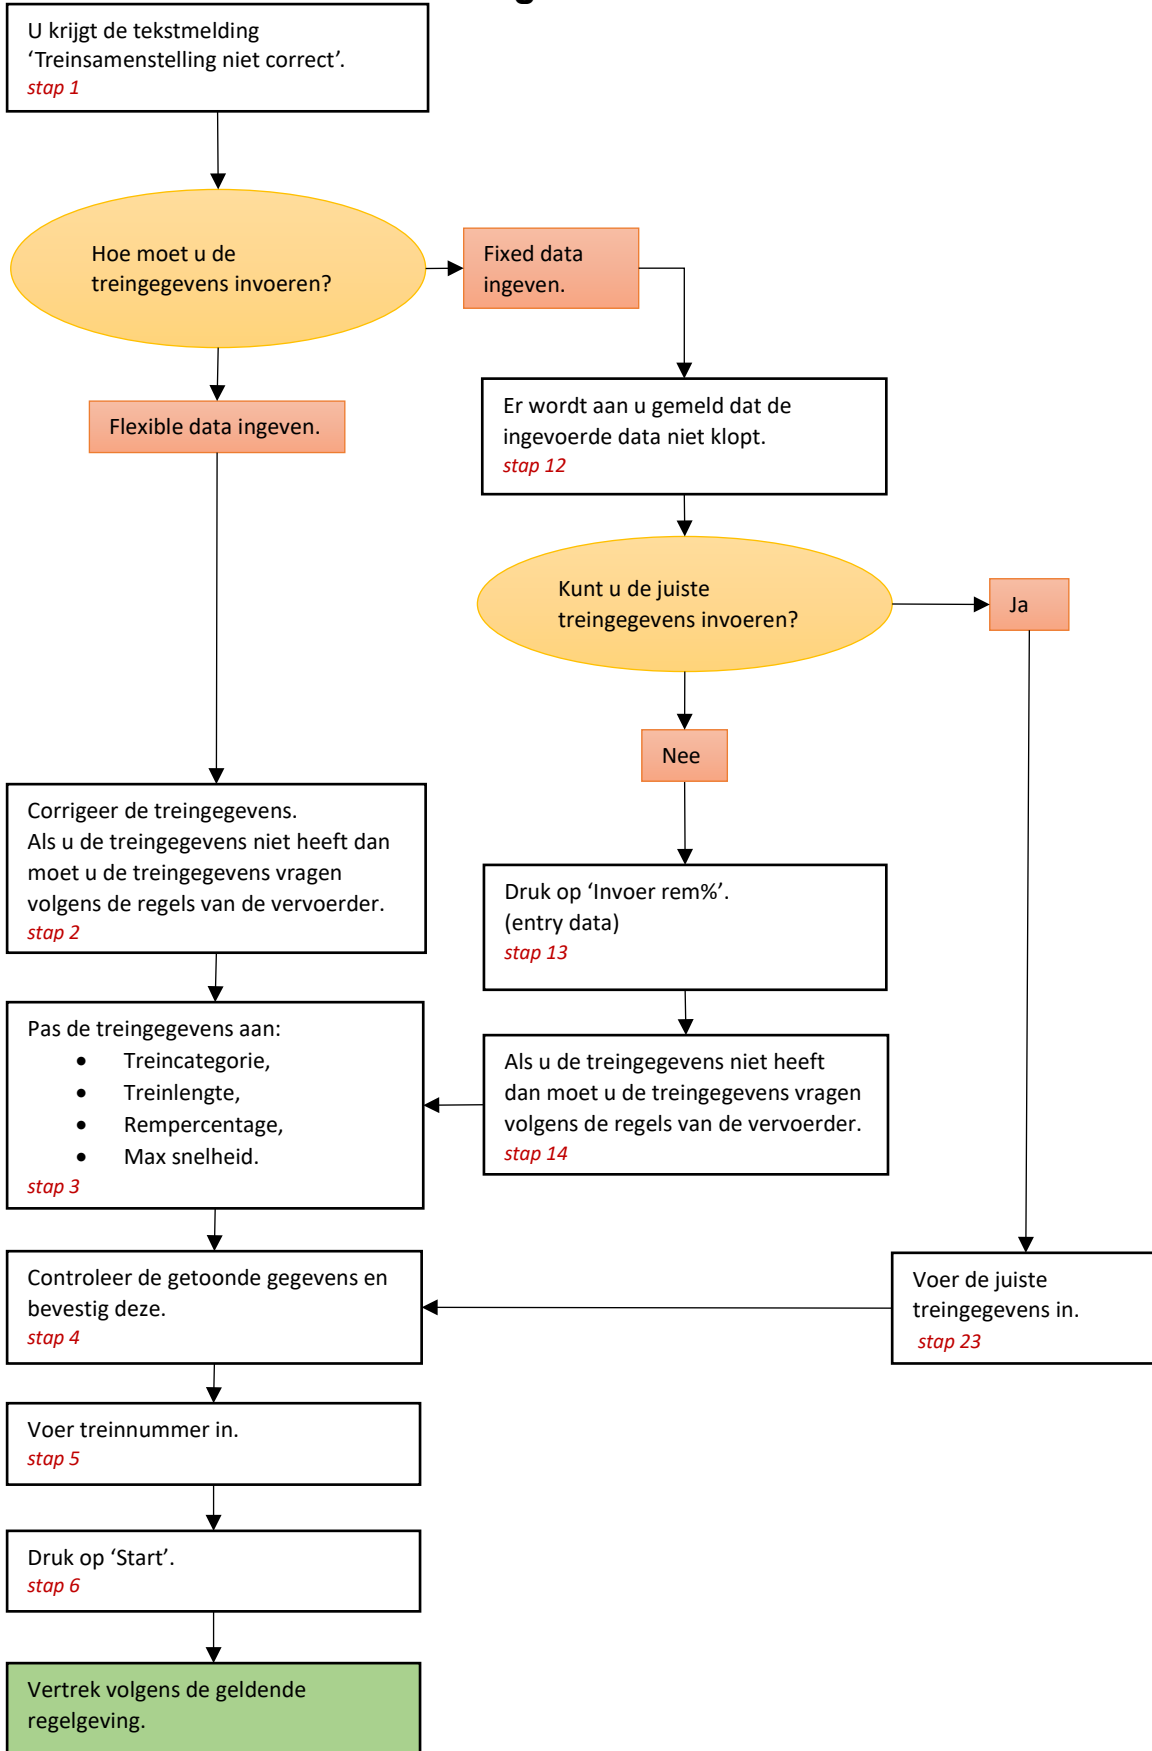 U krijgt de tekstmelding
‘Treinsamenstelling niet correct’.
stap 1
Hoe moet u de
treingegevens invoeren?
Fixed data
ingeven.
Flexible data ingeven.
Er wordt aan u gemeld dat de
ingevoerde data niet klopt.
stap 12
Kunt u de juiste
treingegevens invoeren?
Ja
Nee
Corrigeer de treingegevens.
Als u de treingegevens niet heeft dan
moet u de treingegevens vragen
volgens de regels van de vervoerder.
stap 2
Druk op ‘Invoer rem%’.
(entry data)
stap 13
Pas de treingegevens aan:
• Treincategorie,
• Treinlengte,
• Rempercentage,
• Max snelheid.
stap 3
Als u de treingegevens niet heeft
dan moet u de treingegevens vragen
volgens de regels van de vervoerder.
stap 14
Controleer de getoonde gegevens en
bevestig deze.
stap 4
Voer de juiste
treingegevens in.
stap 23
Voer treinnummer in.
stap 5
Druk op ‘Start’.
stap 6
Vertrek volgens de geldende
regelgeving.